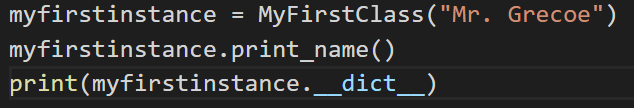 myfirstinstance = MyFirstClass("Mr. Grecoe")
myfirstinstance.print_name()
print(myfirstinstance.__dict__)